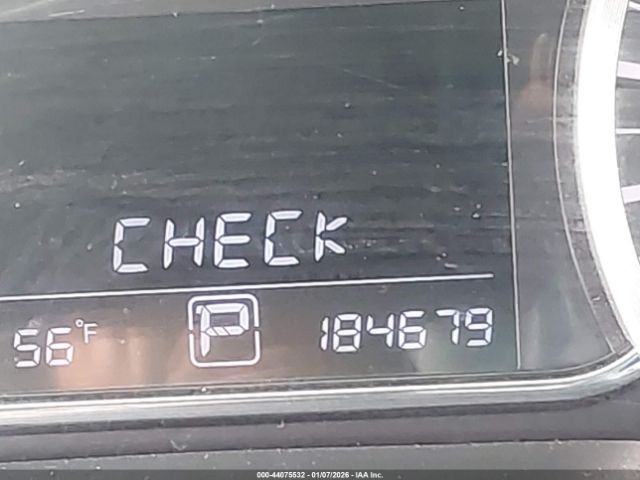 CHECK
56°F P 184679
000-44075532 - 01/07/2026 - IAA Inc.